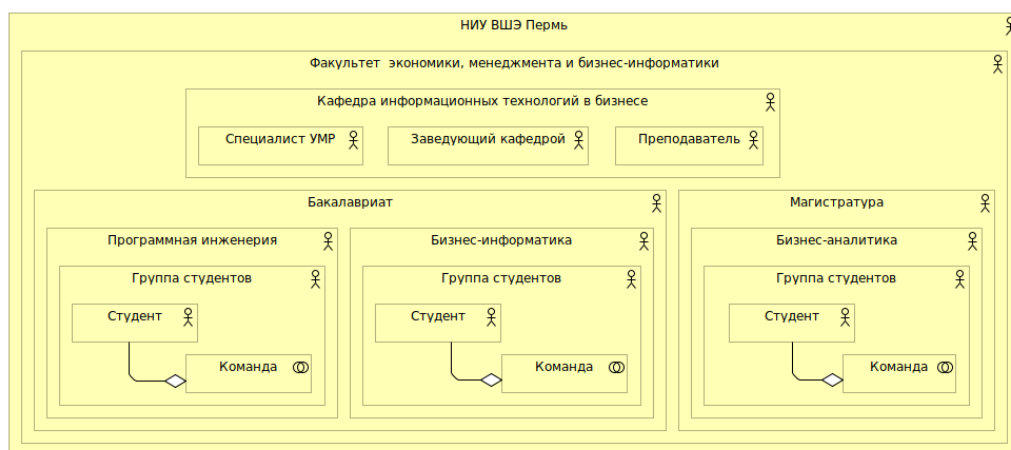 НИУ ВШЭ Пермь
Факультет экономики, менеджмента и бизнес-информатики
Кафедра информационных технологий в бизнесе
Специалист УМР
Заведующий кафедрой
Преподаватель
Бакалавриат
Магистратура
Программная инженерия
Бизнес-информатика
Бизнес-аналитика
Группа студентов
Группа студентов
Группа студентов
Студент
Студент
Студент
Команда
Команда
Команда